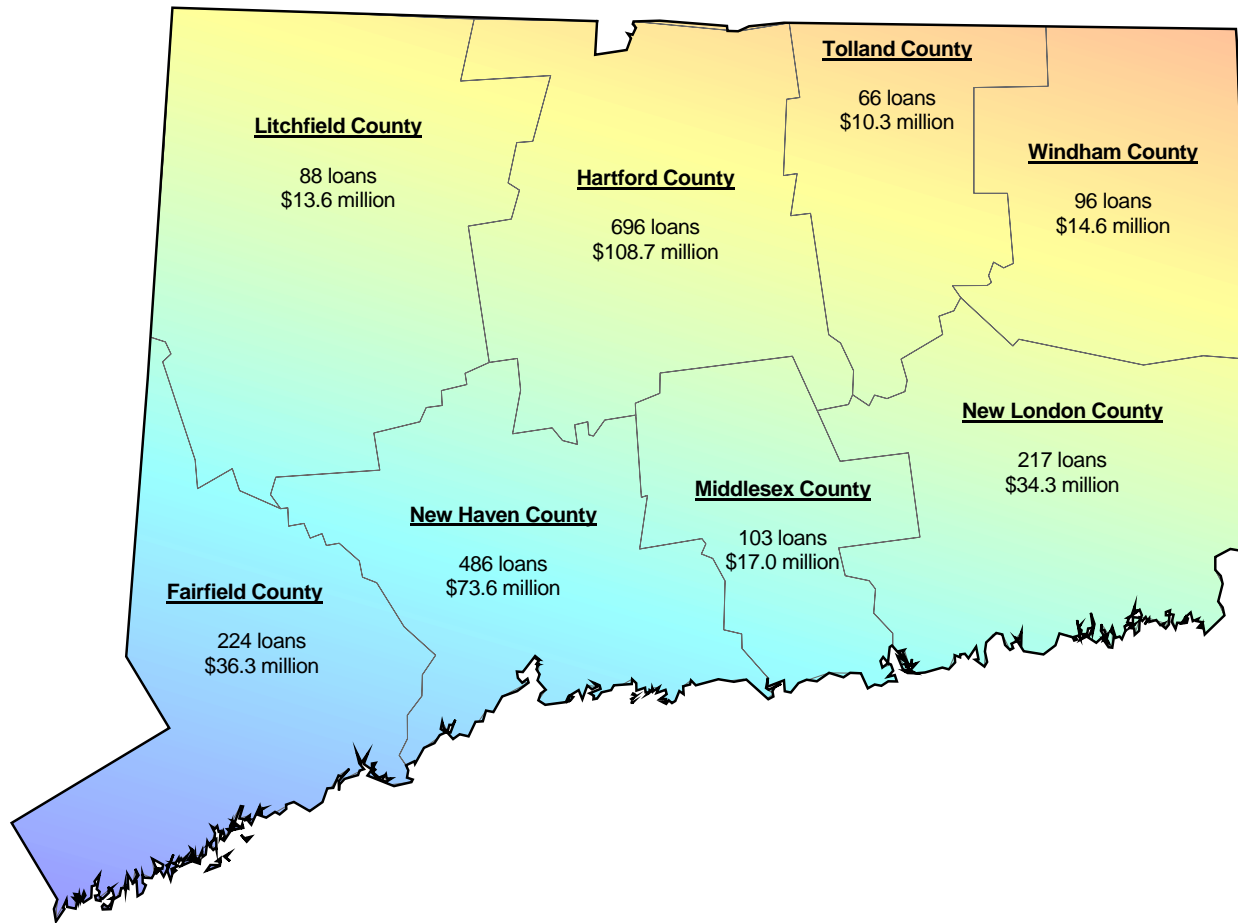 Tolland County
66 loans
$10.3 million
Litchfield County
88 loans
$13.6 million
Hartford County
696 loans
$108.7 million
Windham County
96 loans
$14.6 million
New London County
217 loans
$34.3 million
Middlesex County
103 loans
$17.0 million
New Haven County
486 loans
$73.6 million
Fairfield County
224 loans
$36.3 million